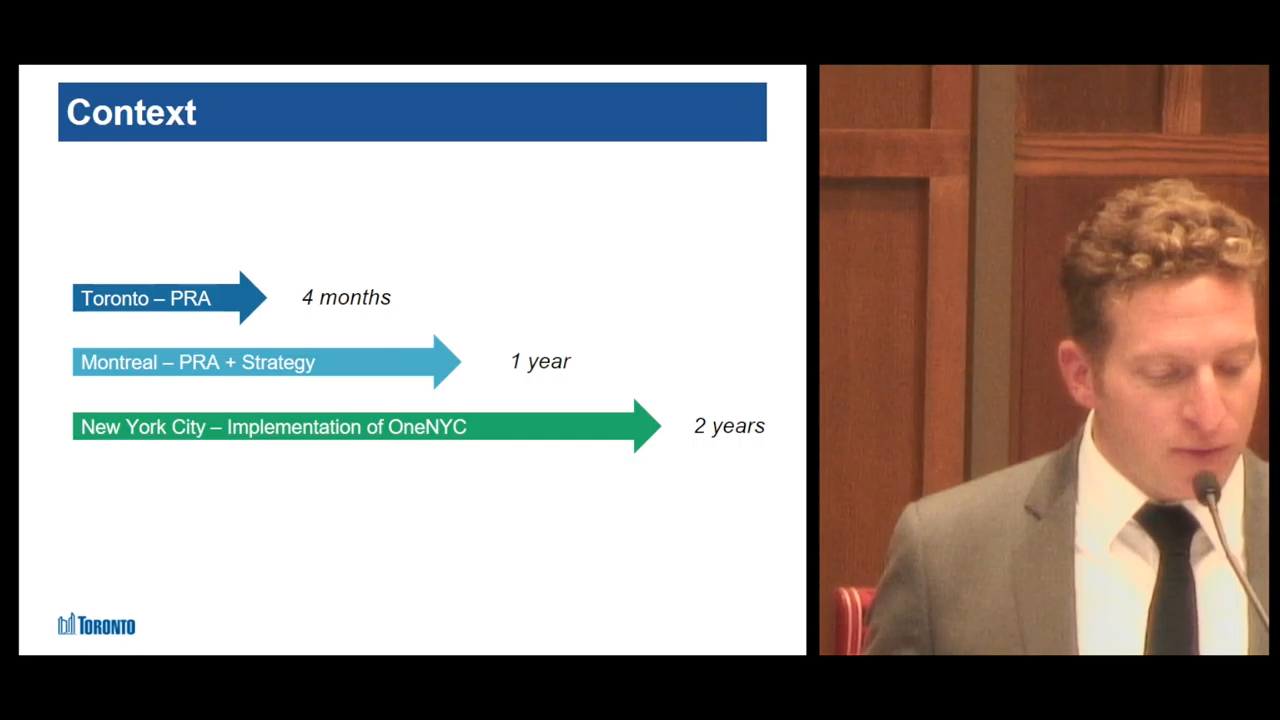 Context
Toronto – PRA
4 months
Montreal – PRA + Strategy
1 year
New York City – Implementation of OneNYC
2 years
TORONTO